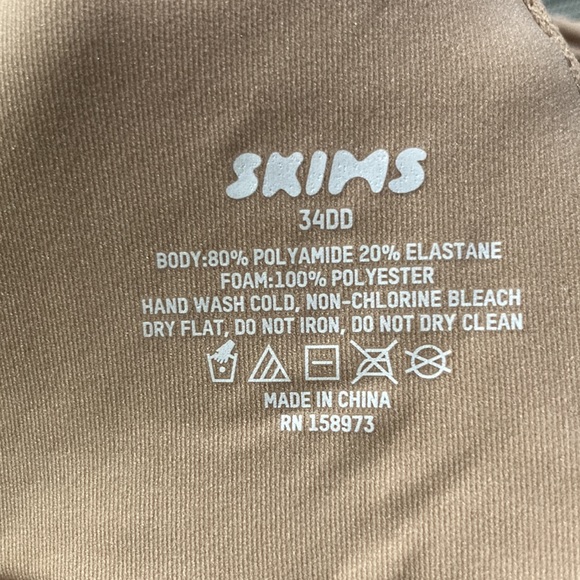 SKIMS
34DD
BODY:80% POLYAMIDE 20% ELASTANE
FOAM:100% POLYESTER
HAND WASH COLD, NON-CHLORINE BLEACH
DRY FLAT, DO NOT IRON, DO NOT DRY CLEAN
MADE IN CHINA
RN 158973